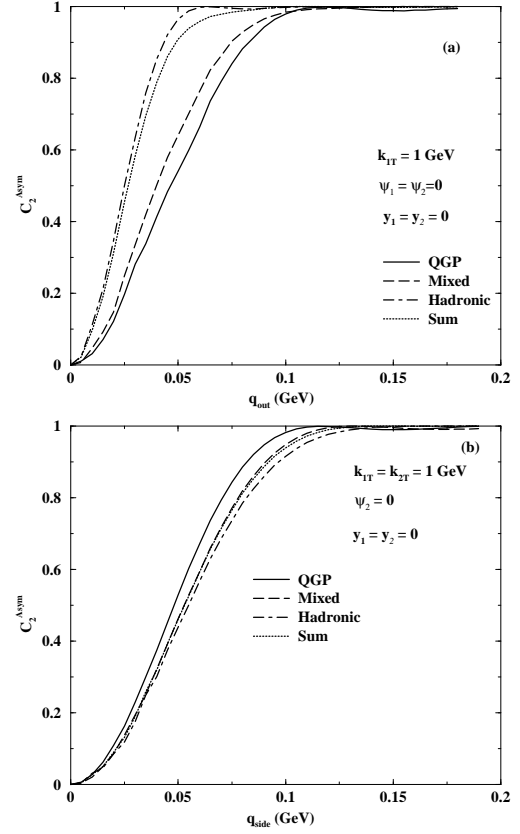 1
0.8
0.6
0.4
0.2
0
C₂ᴬˢʸᵐ
(a)
k₁T = 1 GeV
ψ₁ = ψ₂=0
y₁ = y₂ = 0
QGP
Mixed
Hadronic
Sum
0 0.05 0.1 0.15 0.2
q_out (GeV)
1
0.8
0.6
0.4
0.2
0
C₂ᴬˢʸᵐ
(b)
k₁T = k₂T = 1 GeV
ψ₂ = 0
y₁ = y₂ = 0
QGP
Mixed
Hadronic
Sum
0 0.05 0.1 0.15 0.2
q_side (GeV)